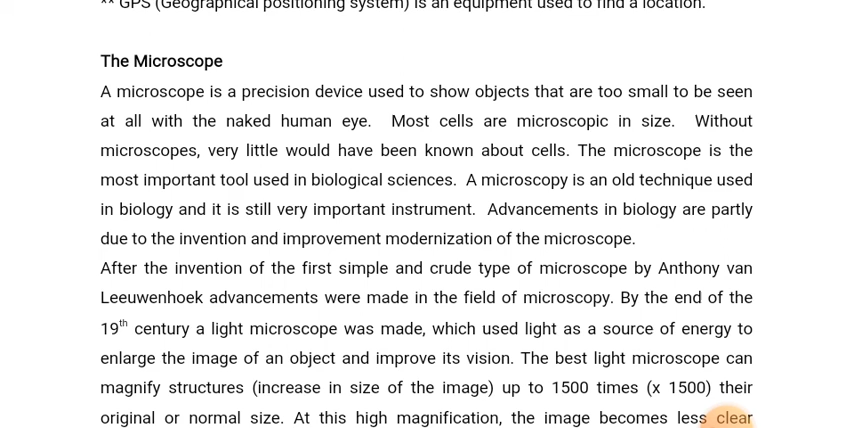 ** GPS (Geographical positioning system) is an equipment used to find a location.
The Microscope
A microscope is a precision device used to show objects that are too small to be seen
at all with the naked human eye. Most cells are microscopic in size. Without
microscopes, very little would have been known about cells. The microscope is the
most important tool used in biological sciences. A microscopy is an old technique used
in biology and it is still very important instrument. Advancements in biology are partly
due to the invention and improvement modernization of the microscope.
After the invention of the first simple and crude type of microscope by Anthony van
Leeuwenhoek advancements were made in the field of microscopy. By the end of the
19th century a light microscope was made, which used light as a source of energy to
enlarge the image of an object and improve its vision. The best light microscope can
magnify structures (increase in size of the image) up to 1500 times (x 1500) their
original or normal size. At this high magnification, the image becomes less clear